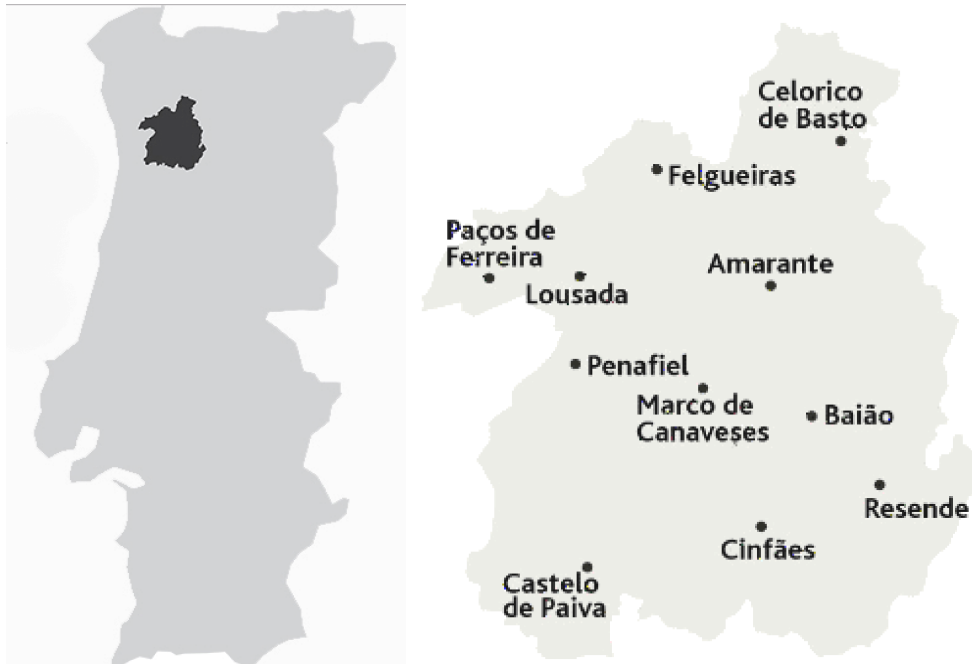 Celorico
de Basto
Felgueiras
Paços de
Ferreira
Amarante
Lousada
Penafiel
Marco de
Canaveses
Baião
Resende
Cinfães
Castelo
de Paiva